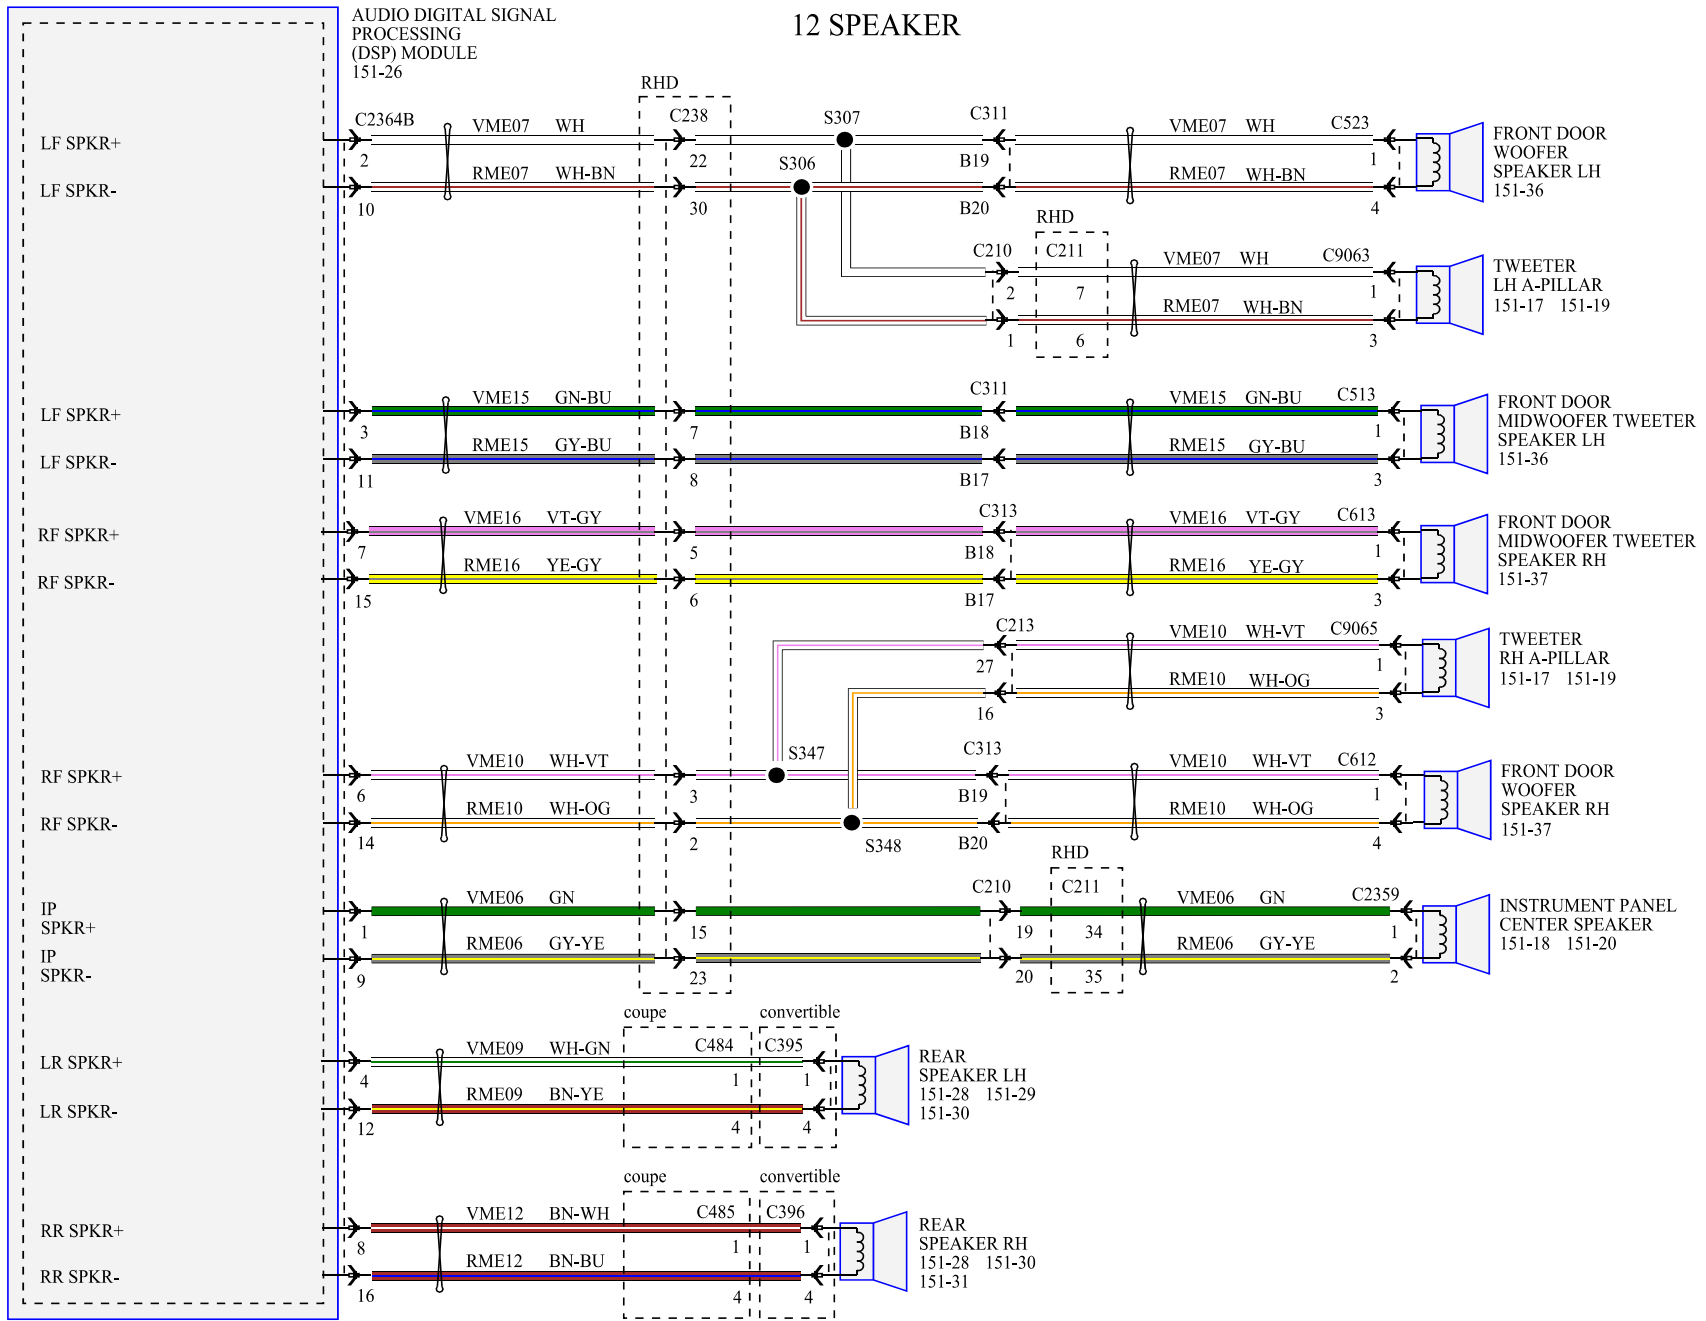 AUDIO DIGITAL SIGNAL
PROCESSING
(DSP) MODULE
151-26
12 SPEAKER
RHD
C2364B
VME07 WH
C238
S307
C311
VME07 WH
C523
FRONT DOOR
WOOFER
SPEAKER LH
151-36
LF SPKR+
2
22
B19
1
RME07 WH-BN
S306
RME07 WH-BN
LF SPKR-
10
30
B20
4
RHD
C210
C211
VME07 WH
C9063
TWEETER
LH A-PILLAR
151-17 151-19
2
7
1
RME07 WH-BN
1
6
3
VME15 GN-BU
C311
VME15 GN-BU
C513
FRONT DOOR
MIDWOOFER TWEETER
SPEAKER LH
151-36
LF SPKR+
3
7
B18
1
RME15 GY-BU
RME15 GY-BU
LF SPKR-
11
8
B17
3
VME16 VT-GY
C313
VME16 VT-GY
C613
FRONT DOOR
MIDWOOFER TWEETER
SPEAKER RH
151-37
RF SPKR+
7
5
B18
1
RME16 YE-GY
RME16 YE-GY
RF SPKR-
15
6
B17
3
C213
VME10 WH-VT
C9065
TWEETER
RH A-PILLAR
151-17 151-19
27
1
RME10 WH-OG
16
3
VME10 WH-VT
S347
C313
VME10 WH-VT
C612
FRONT DOOR
WOOFER
SPEAKER RH
151-37
RF SPKR+
6
3
B19
1
RME10 WH-OG
RME10 WH-OG
RF SPKR-
14
2
S348
B20
4
RHD
VME06 GN
C210
C211
VME06 GN
C2359
INSTRUMENT PANEL
CENTER SPEAKER
151-18 151-20
IP
SPKR+
1
15
19
34
1
RME06 GY-YE
RME06 GY-YE
IP
SPKR-
9
23
20
35
2
coupe
convertible
VME09 WH-GN
C484
C395
REAR
SPEAKER LH
151-28 151-29
151-30
LR SPKR+
4
1
1
RME09 BN-YE
LR SPKR-
12
4
4
coupe
convertible
VME12 BN-WH
C485
C396
REAR
SPEAKER RH
151-28 151-30
151-31
RR SPKR+
8
1
1
RME12 BN-BU
RR SPKR-
16
4
4